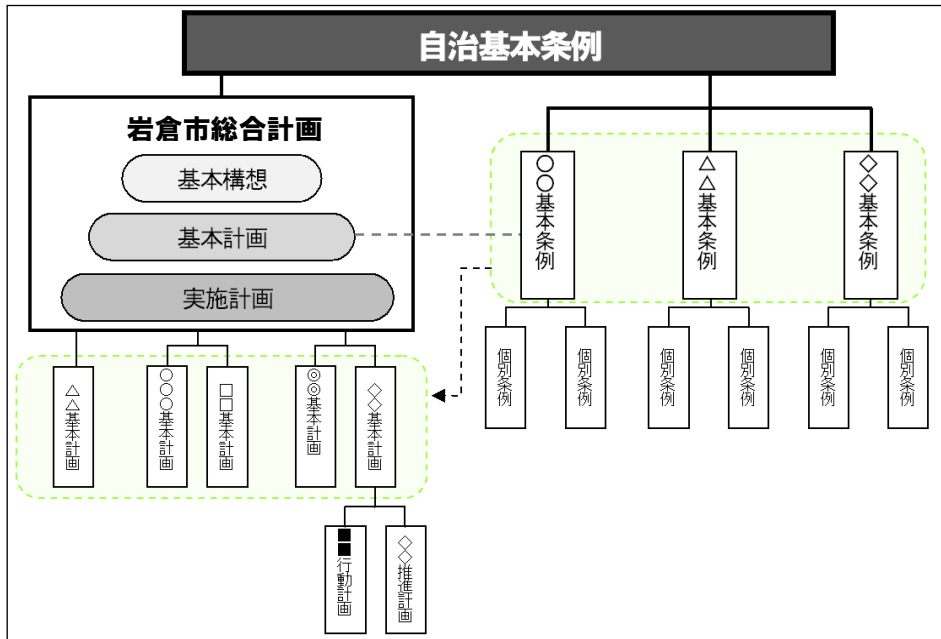 自治基本条例
岩倉市総合計画
基本構想
基本計画
実施計画
○○基本条例
△△基本条例
◇◇基本条例
個別条例
個別条例
個別条例
個別条例
個別条例
個別条例
△△基本計画
○○○基本計画
□□基本計画
◎◎基本計画
◇◇基本計画
■■行動計画
◇◇推進計画